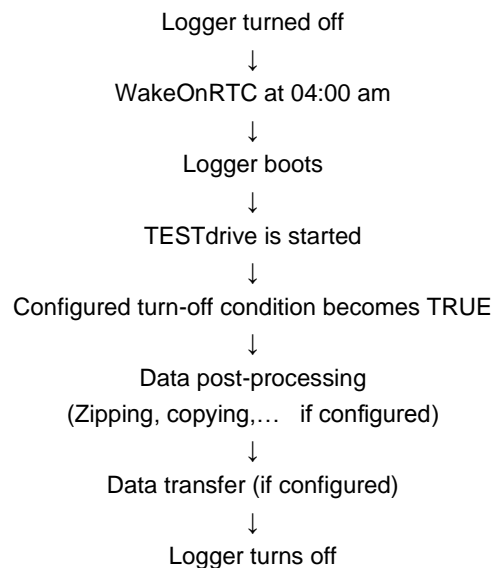 Logger turned off
↓
WakeOnRTC at 04:00 am
↓
Logger boots
↓
TESTdrive is started
↓
Configured turn-off condition becomes TRUE
↓
Data post-processing
(Zipping, copying,… if configured)
↓
Data transfer (if configured)
↓
Logger turns off